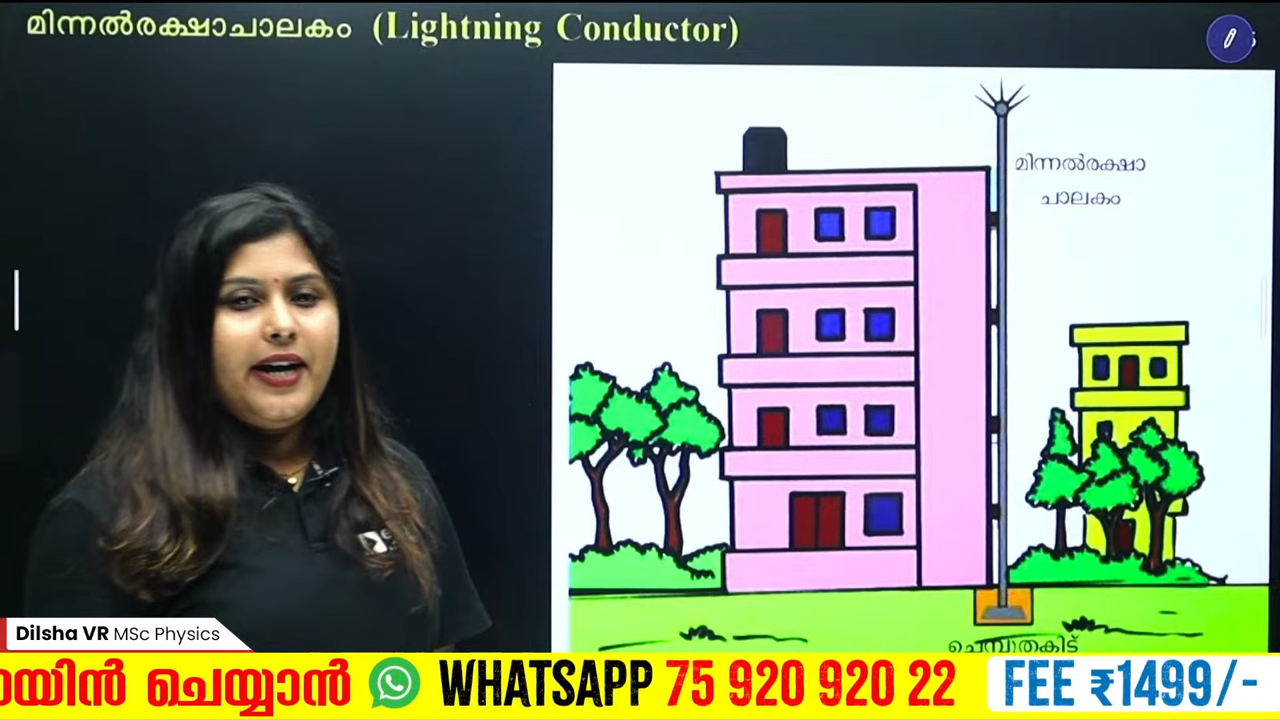 മിന്നൽരക്ഷാചാലകം (Lightning Conductor)
മിന്നൽരക്ഷാ
ചാലകം
ചെമ്പുതകിട്
Dilsha VR MSc Physics
ചെയ്യാൻ WHATSAPP 75 920 920 22 FEE ₹1499/-